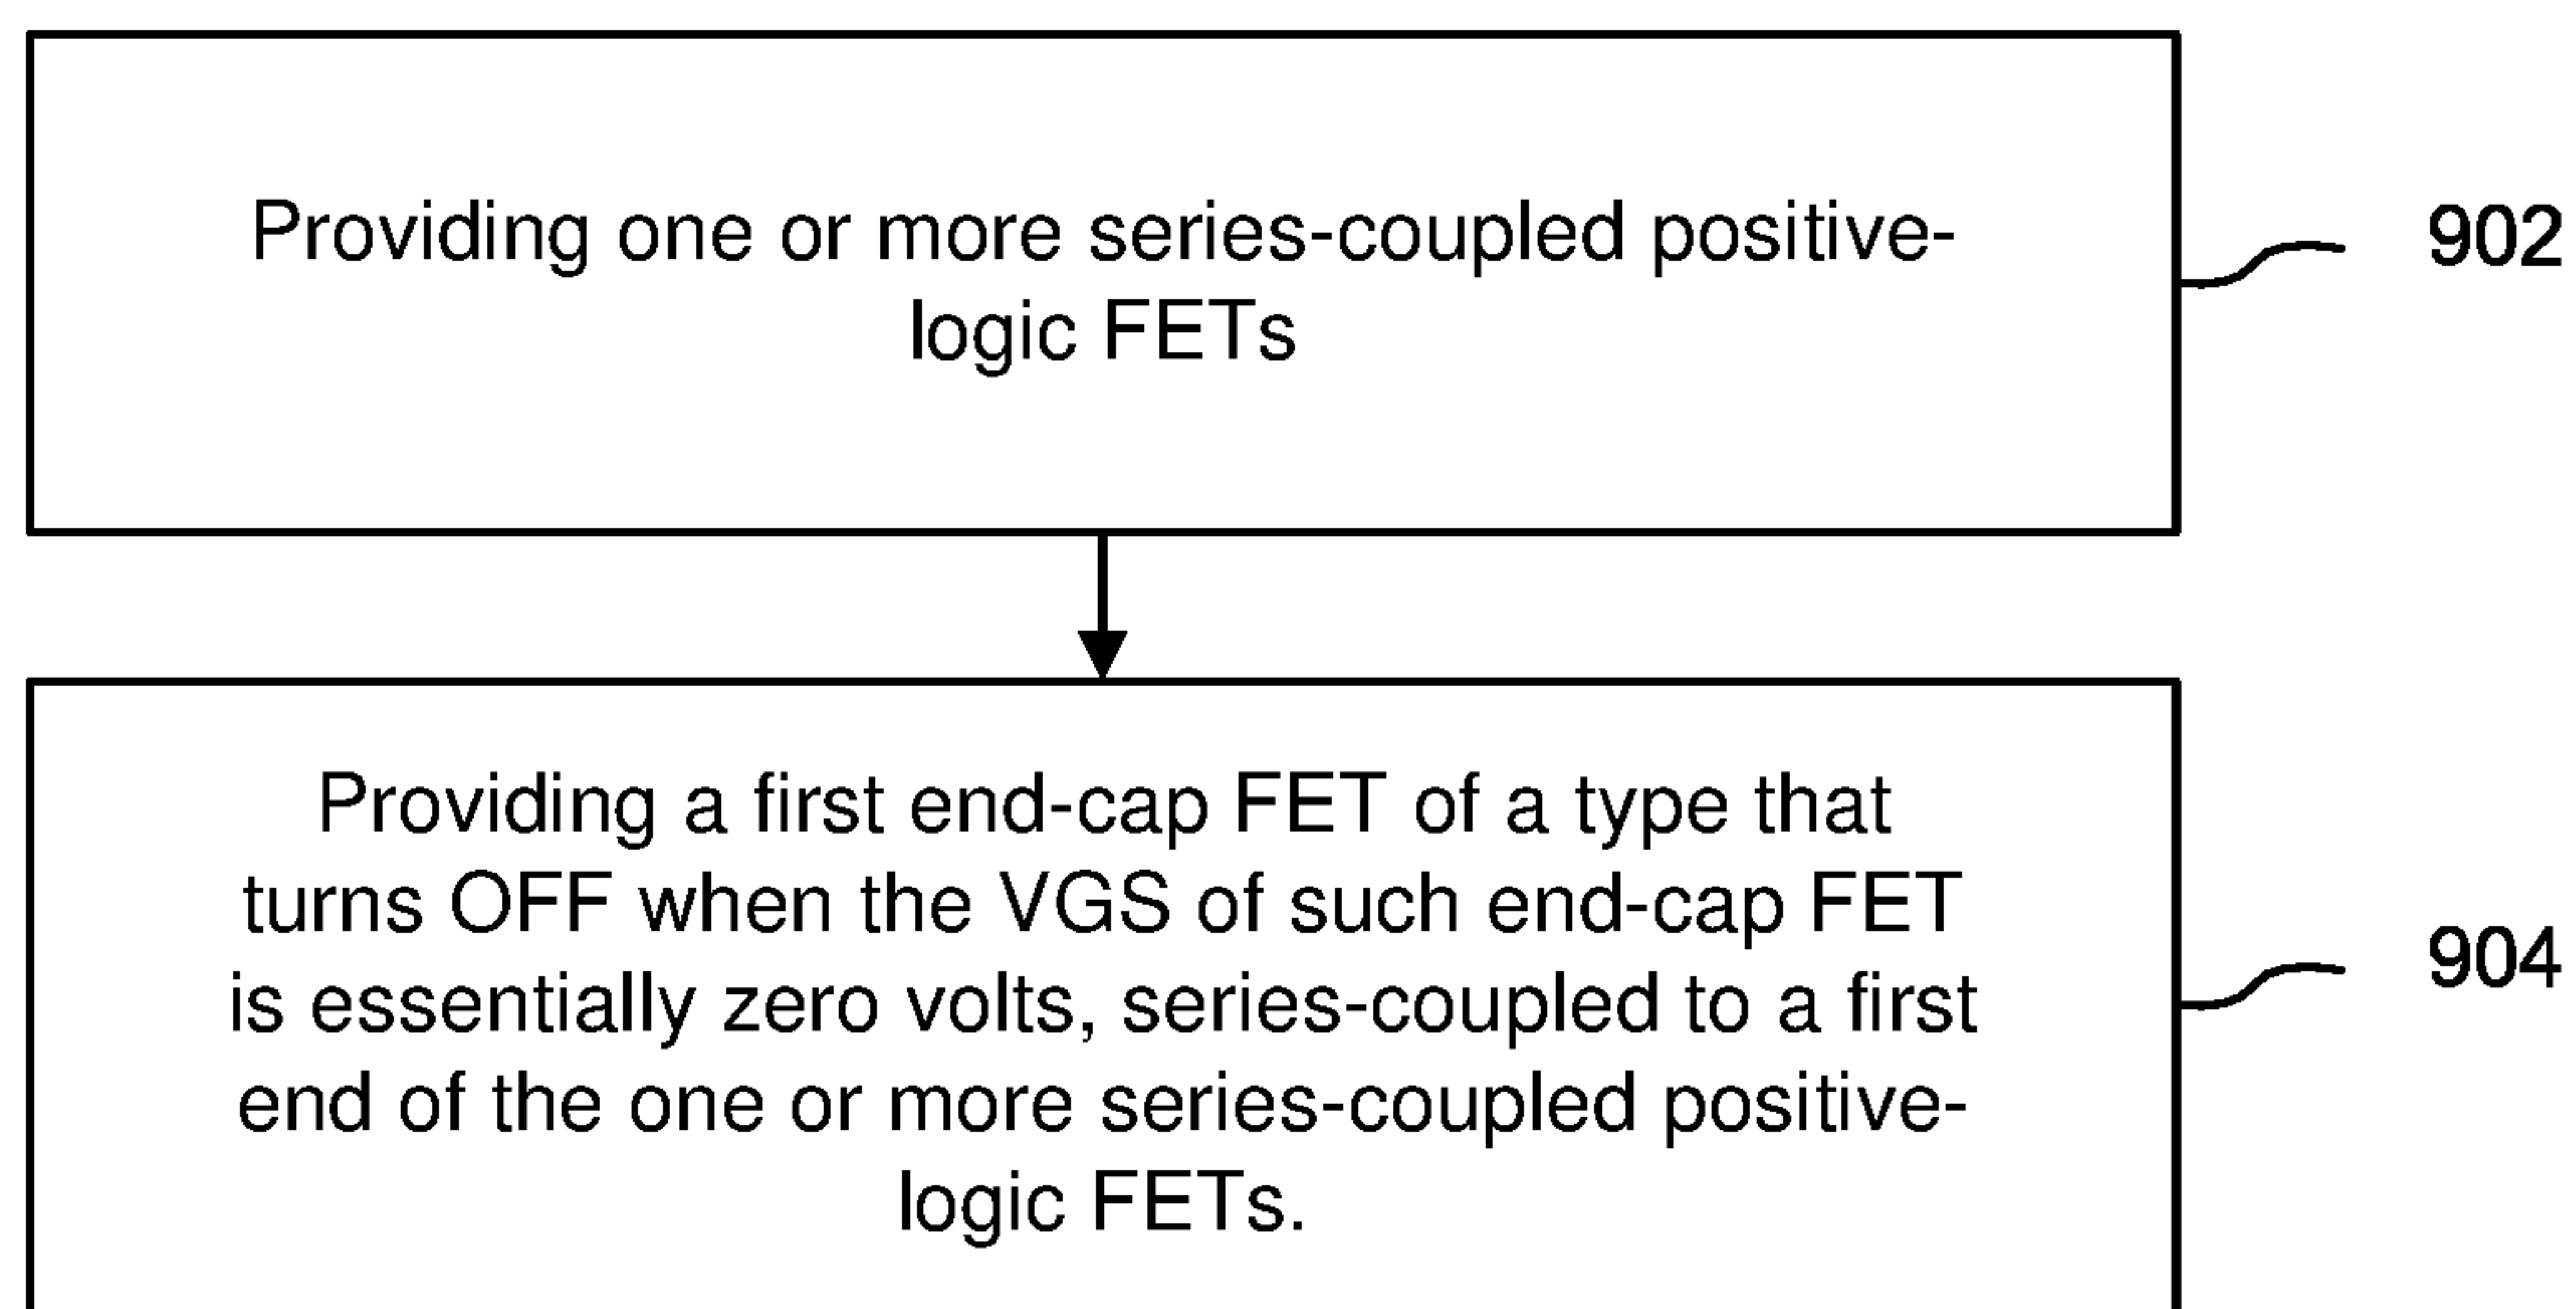 Providing one or more series-coupled positive-
logic FETs
902
Providing a first end-cap FET of a type that
turns OFF when the VGS of such end-cap FET
is essentially zero volts, series-coupled to a first
end of the one or more series-coupled positive-
logic FETs.
904